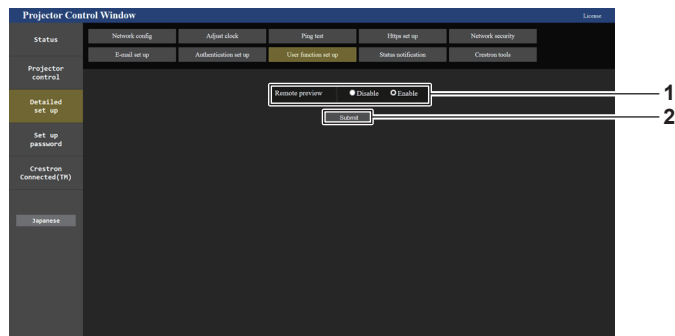 Projector Control Window
License
Status
Network config
Adjust clock
Ping test
Https set up
Network security
E-mail set up
Authentication set up
User function set up
Status notification
Crestron tools
Projector
control
Detailed
set up
Set up
password
Crestron
Connected(TM)
Japanese
Remote preview
Disable
Enable
1
Submit
2